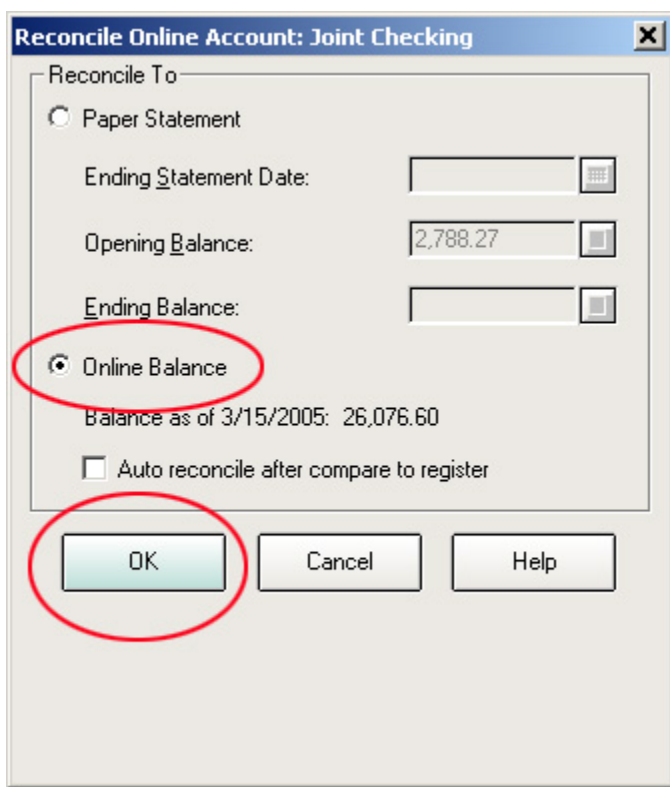 Reconcile Online Account: Joint Checking
Reconcile To
Paper Statement
Ending Statement Date:
Opening Balance: 2,788.27
Ending Balance:
Online Balance
Balance as of 3/15/2005: 26,076.60
Auto reconcile after compare to register
OK Cancel Help